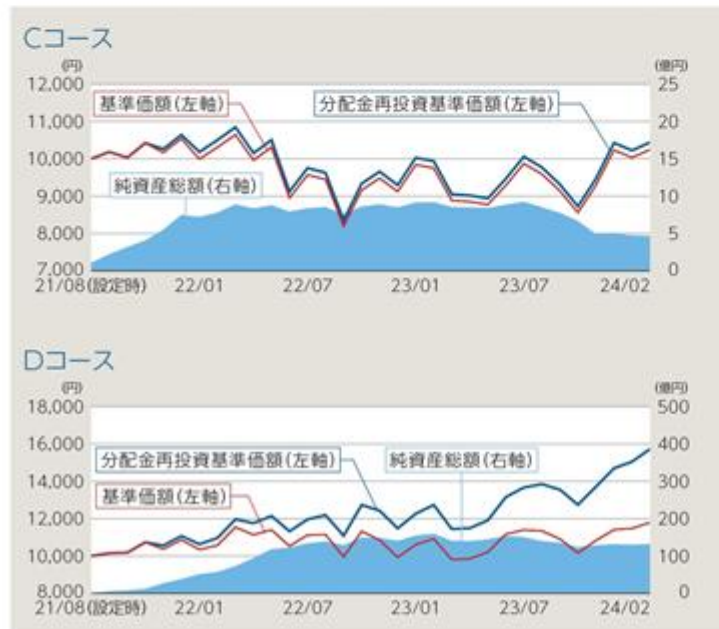 Cコース
(円)
(億円)
12,000
25
11,000
20
10,000
15
9,000
10
8,000
5
7,000
0
基準価額(左軸)
分配金再投資基準価額(左軸)
純資産総額(右軸)
21/08(設定時)
22/01
22/07
23/01
23/07
24/02
Dコース
(円)
(億円)
18,000
500
16,000
400
14,000
300
12,000
200
10,000
100
8,000
0
分配金再投資基準価額(左軸)
純資産総額(右軸)
基準価額(左軸)
21/08(設定時)
22/01
22/07
23/01
23/07
24/02